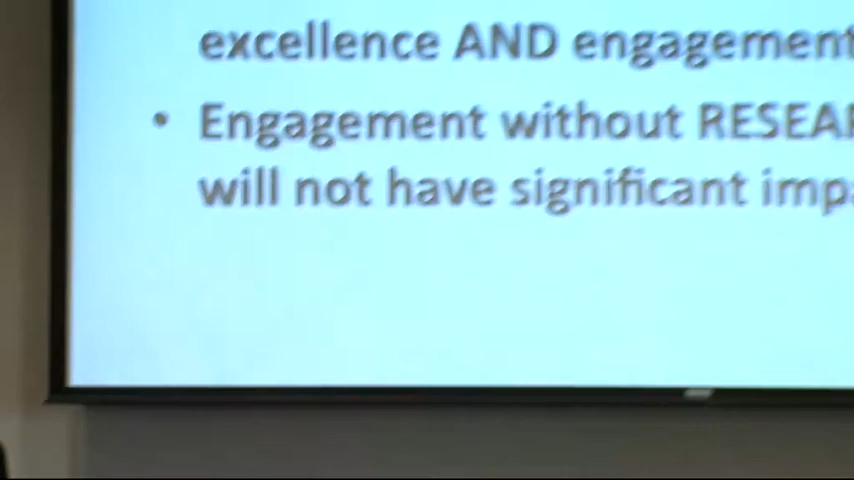 excellence AND engagement
• Engagement without
will not have significant